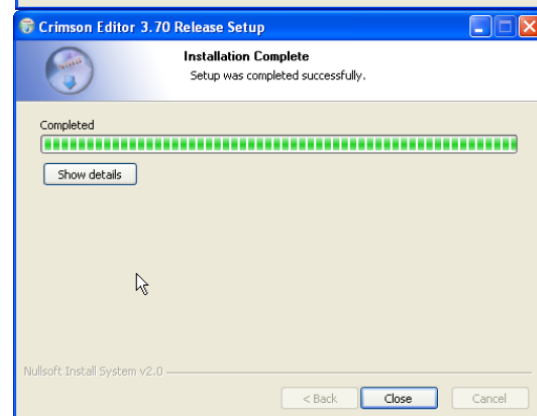 Crimson Editor 3.70 Release Setup
Installation Complete
Setup was completed successfully.
Completed
Show details
Nullsoft Install System v2.0
< Back Close Cancel